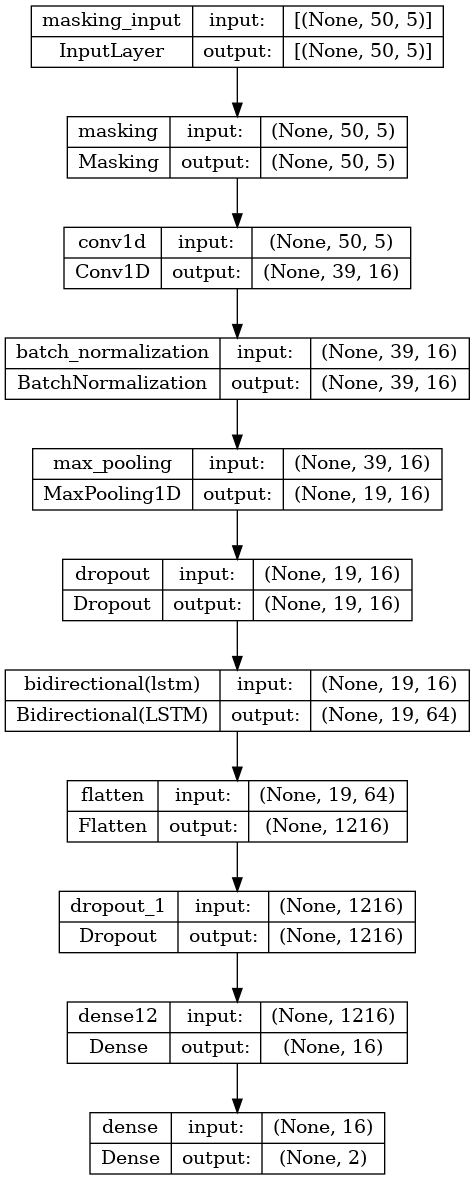 masking_input input: [(None, 50, 5)]
InputLayer output: [(None, 50, 5)]
masking input: (None, 50, 5)
Masking output: (None, 50, 5)
conv1d input: (None, 50, 5)
Conv1D output: (None, 39, 16)
batch_normalization input: (None, 39, 16)
BatchNormalization output: (None, 39, 16)
max_pooling input: (None, 39, 16)
MaxPooling1D output: (None, 19, 16)
dropout input: (None, 19, 16)
Dropout output: (None, 19, 16)
bidirectional(lstm) input: (None, 19, 16)
Bidirectional(LSTM) output: (None, 19, 64)
flatten input: (None, 19, 64)
Flatten output: (None, 1216)
dropout_1 input: (None, 1216)
Dropout output: (None, 1216)
dense12 input: (None, 1216)
Dense output: (None, 16)
dense input: (None, 16)
Dense output: (None, 2)